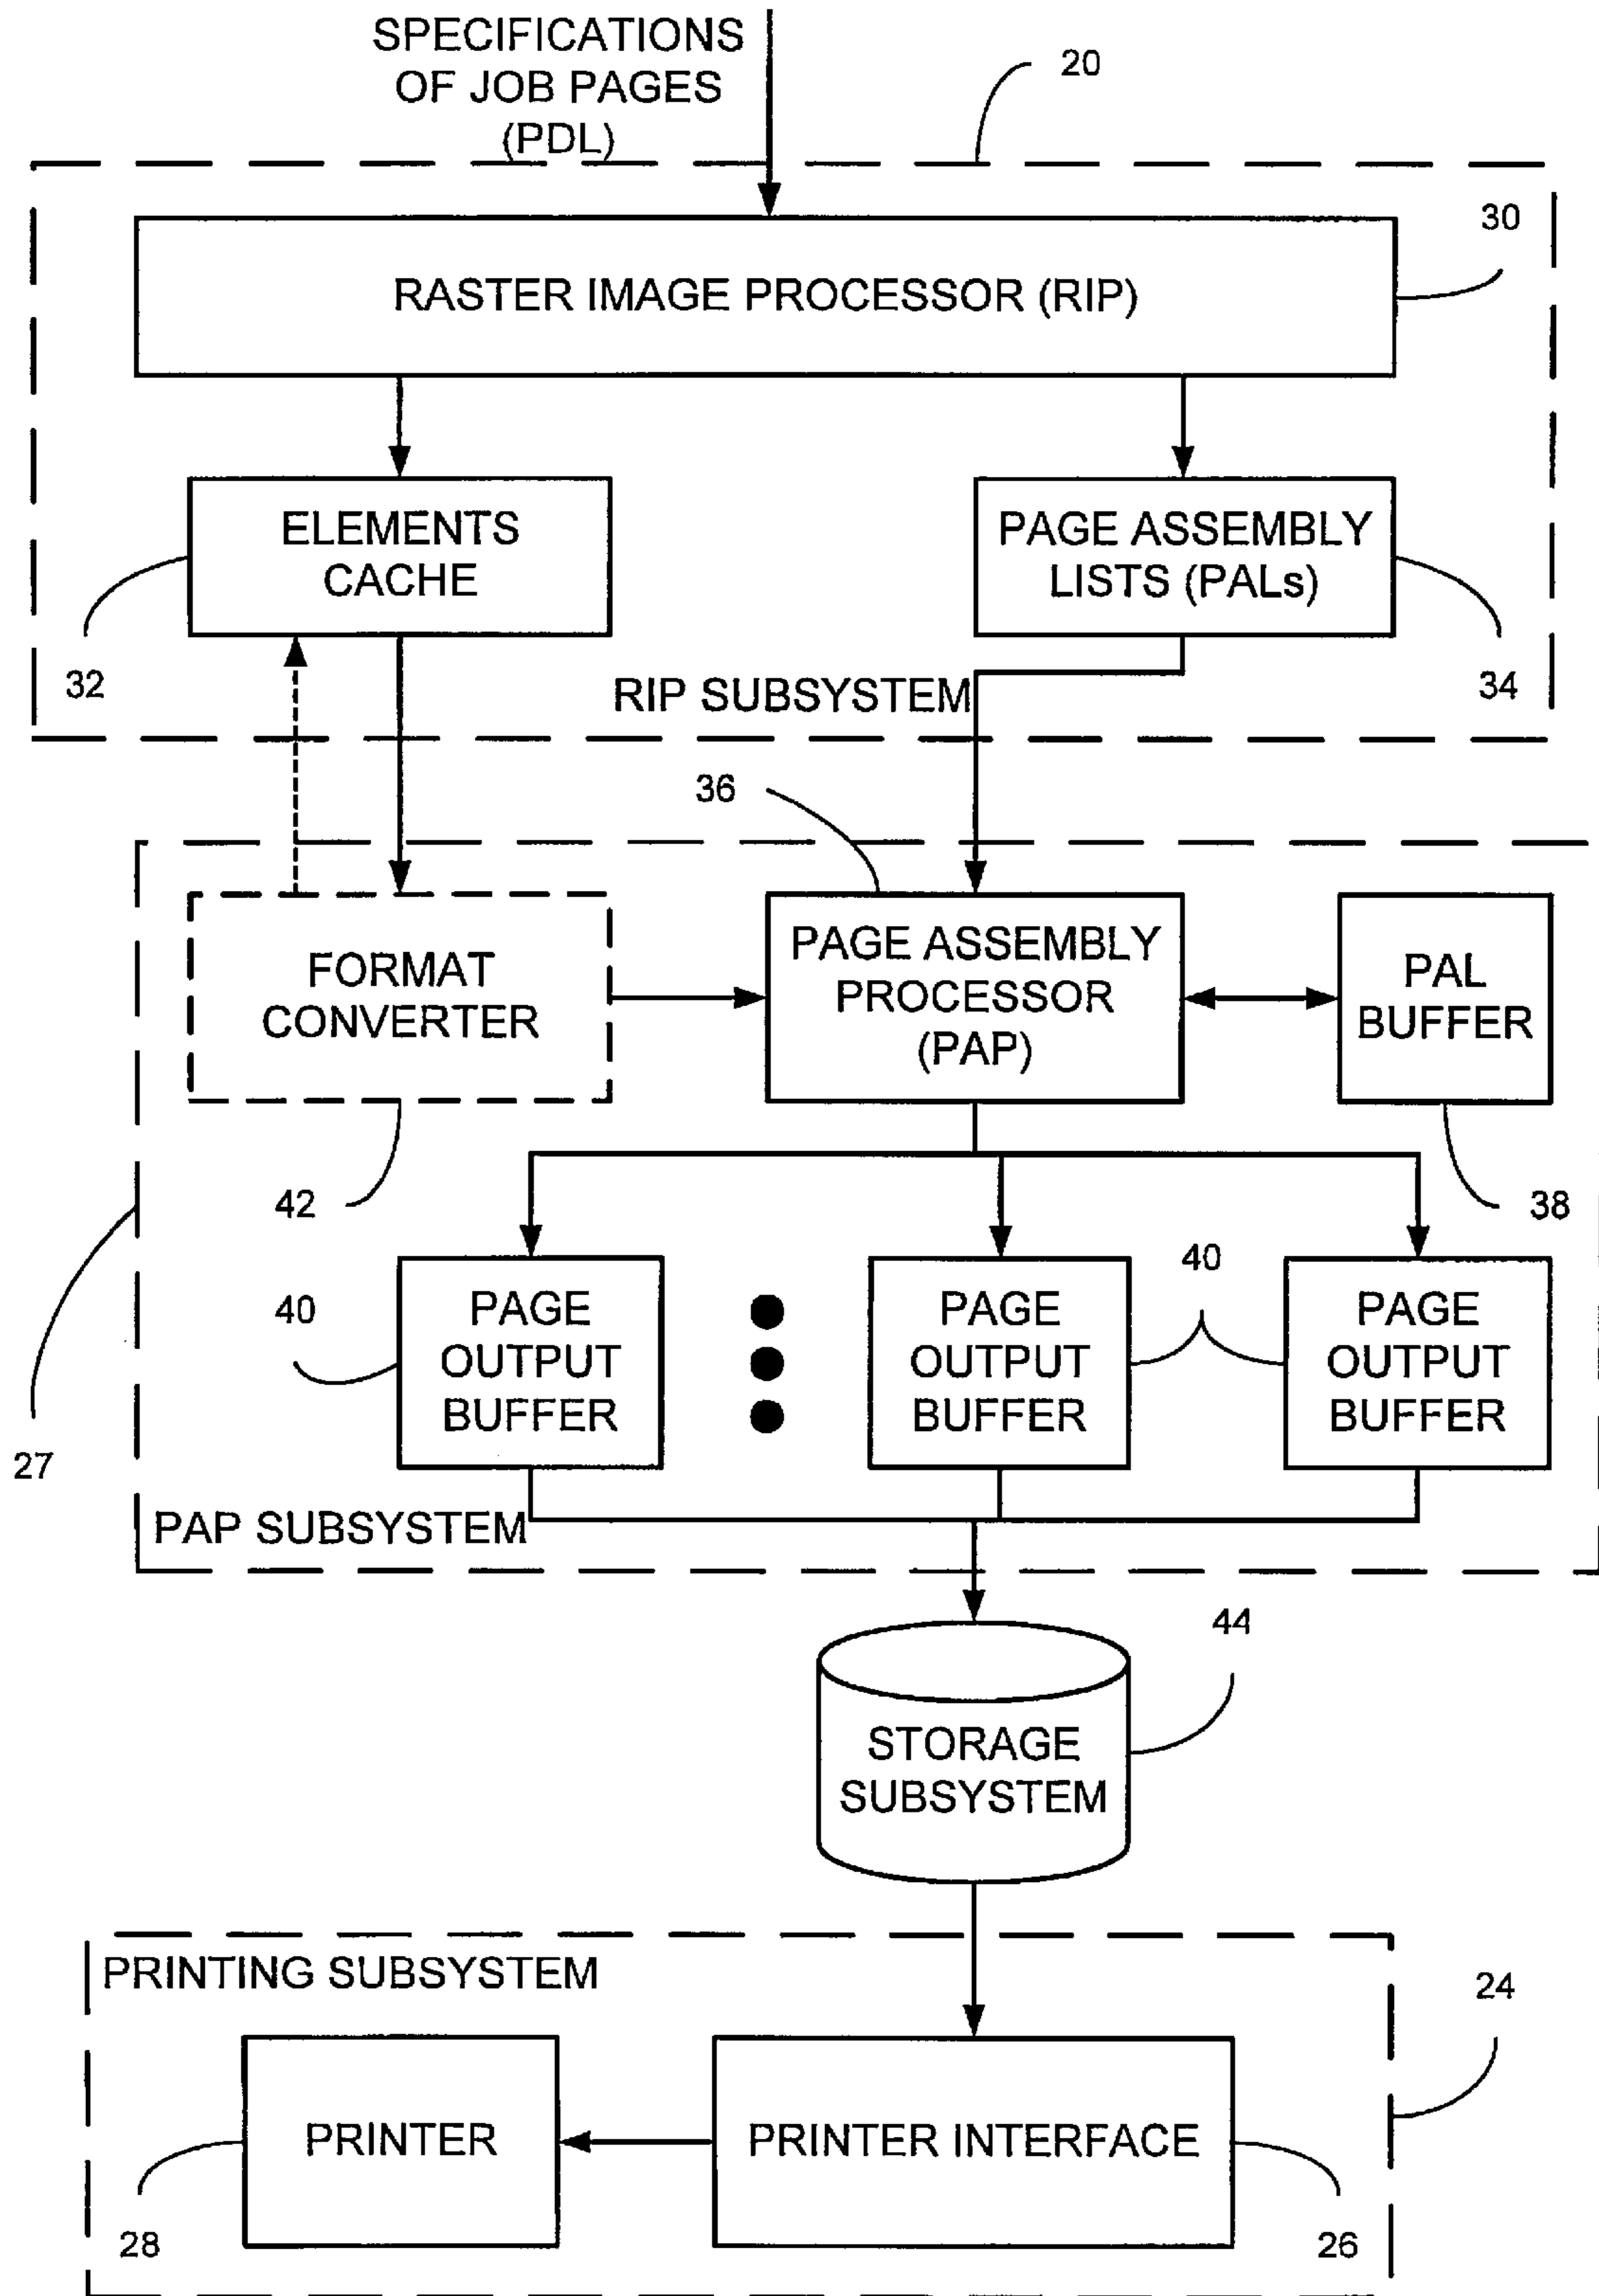 SPECIFICATIONS
OF JOB PAGES
(PDL)
20
30
RASTER IMAGE PROCESSOR (RIP)
ELEMENTS
CACHE
PAGE ASSEMBLY
LISTS (PALs)
32
RIP SUBSYSTEM
34
36
FORMAT
CONVERTER
PAGE ASSEMBLY
PROCESSOR
(PAP)
PAL
BUFFER
42
38
40
PAGE
OUTPUT
BUFFER
PAGE
OUTPUT
BUFFER
40
PAGE
OUTPUT
BUFFER
27
PAP SUBSYSTEM
44
STORAGE
SUBSYSTEM
PRINTING SUBSYSTEM
24
PRINTER
PRINTER INTERFACE
28
26